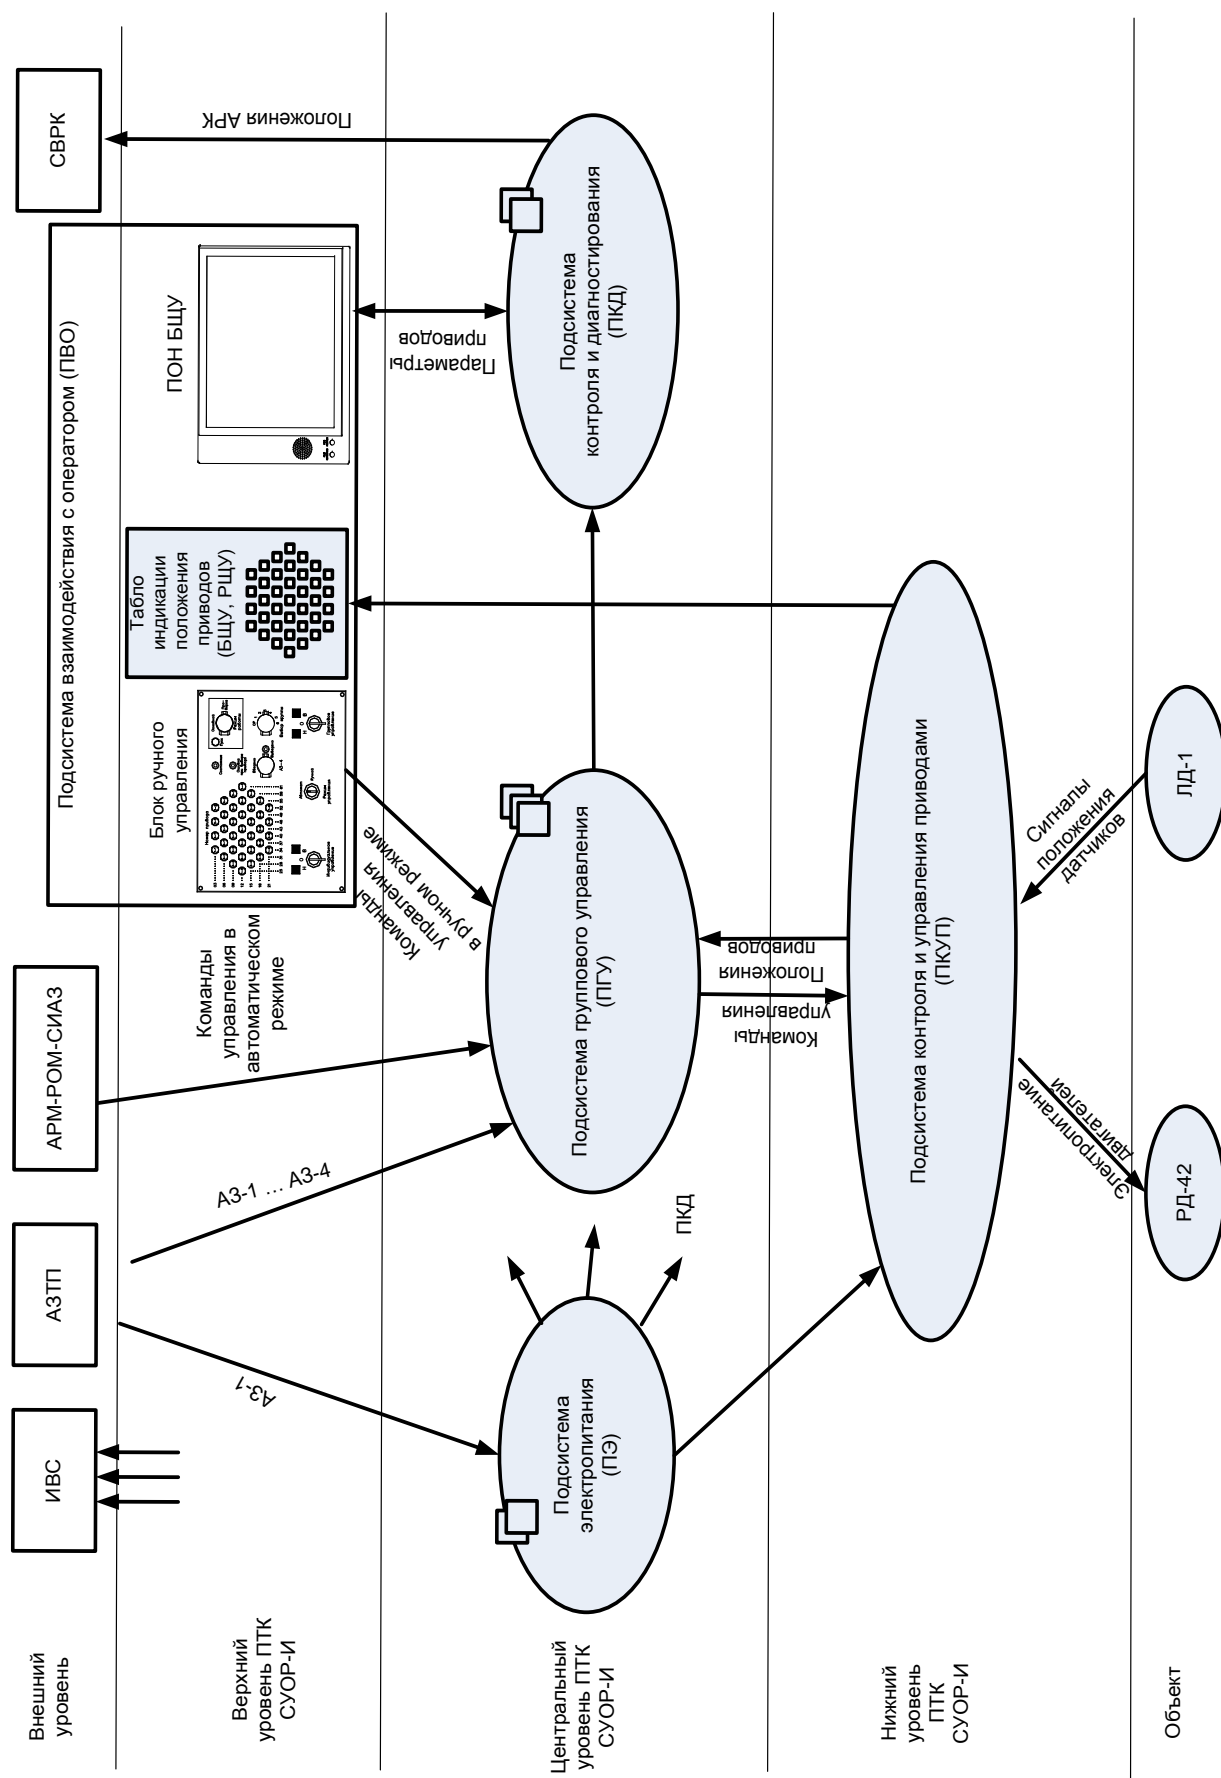 Внешний
уровень
ИВС
АЗТП
АРМ-РОМ-СИАЗ
СВРК
Верхний
уровень ПТК
СУОР-И
Подсистема взаимодействия с оператором (ПВО)
Блок ручного
управления
Табло
индикации
положения
приводов
(БЩУ, РЩУ)
ПОН БЩУ
АЗ-1
АЗ-1 ... АЗ-4
Команды
управления в
автоматическом
режиме
Команды
управления
в ручном режиме
Параметры
приводов
Положения АРК
Центральный
уровень ПТК
СУОР-И
Подсистема
электропитания
(ПЭ)
ПКД
Подсистема группового управления
(ПГУ)
Подсистема
контроля и диагностирования
(ПКД)
Команды
управления
Положения
приводов
Нижний
уровень
ПТК
СУОР-И
Подсистема контроля и управления приводами
(ПКУП)
Электропитание
двигателей
Сигналы
положения
датчиков
Объект
РД-42
ЛД-1